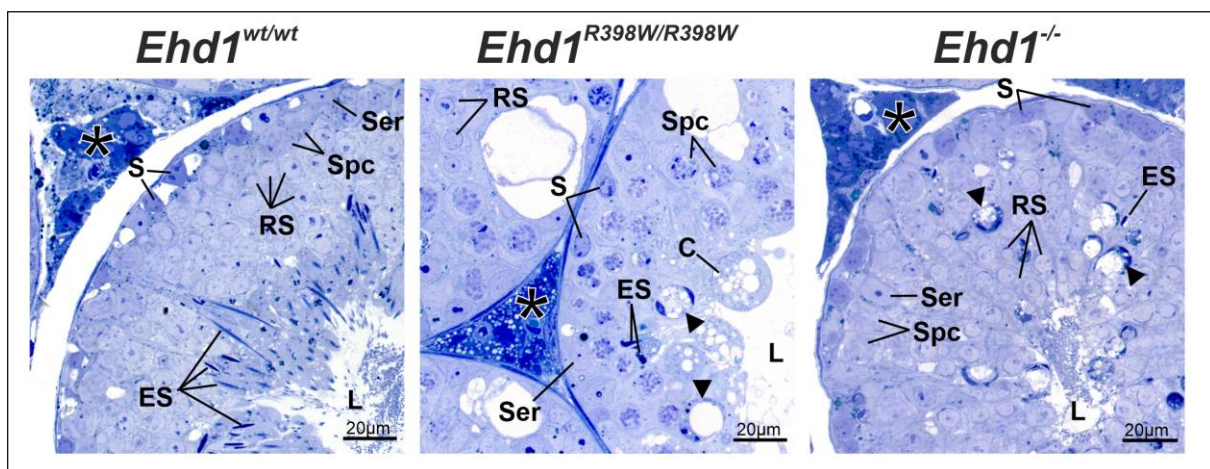 Ehd1wt/wt
Ehd1R398W/R398W
Ehd1-/-
*
Ser
Spc
S
RS
ES
L
20µm
RS
Spc
S
C
*
ES
L
Ser
20µm
S
*
ES
RS
Ser
Spc
L
20µm